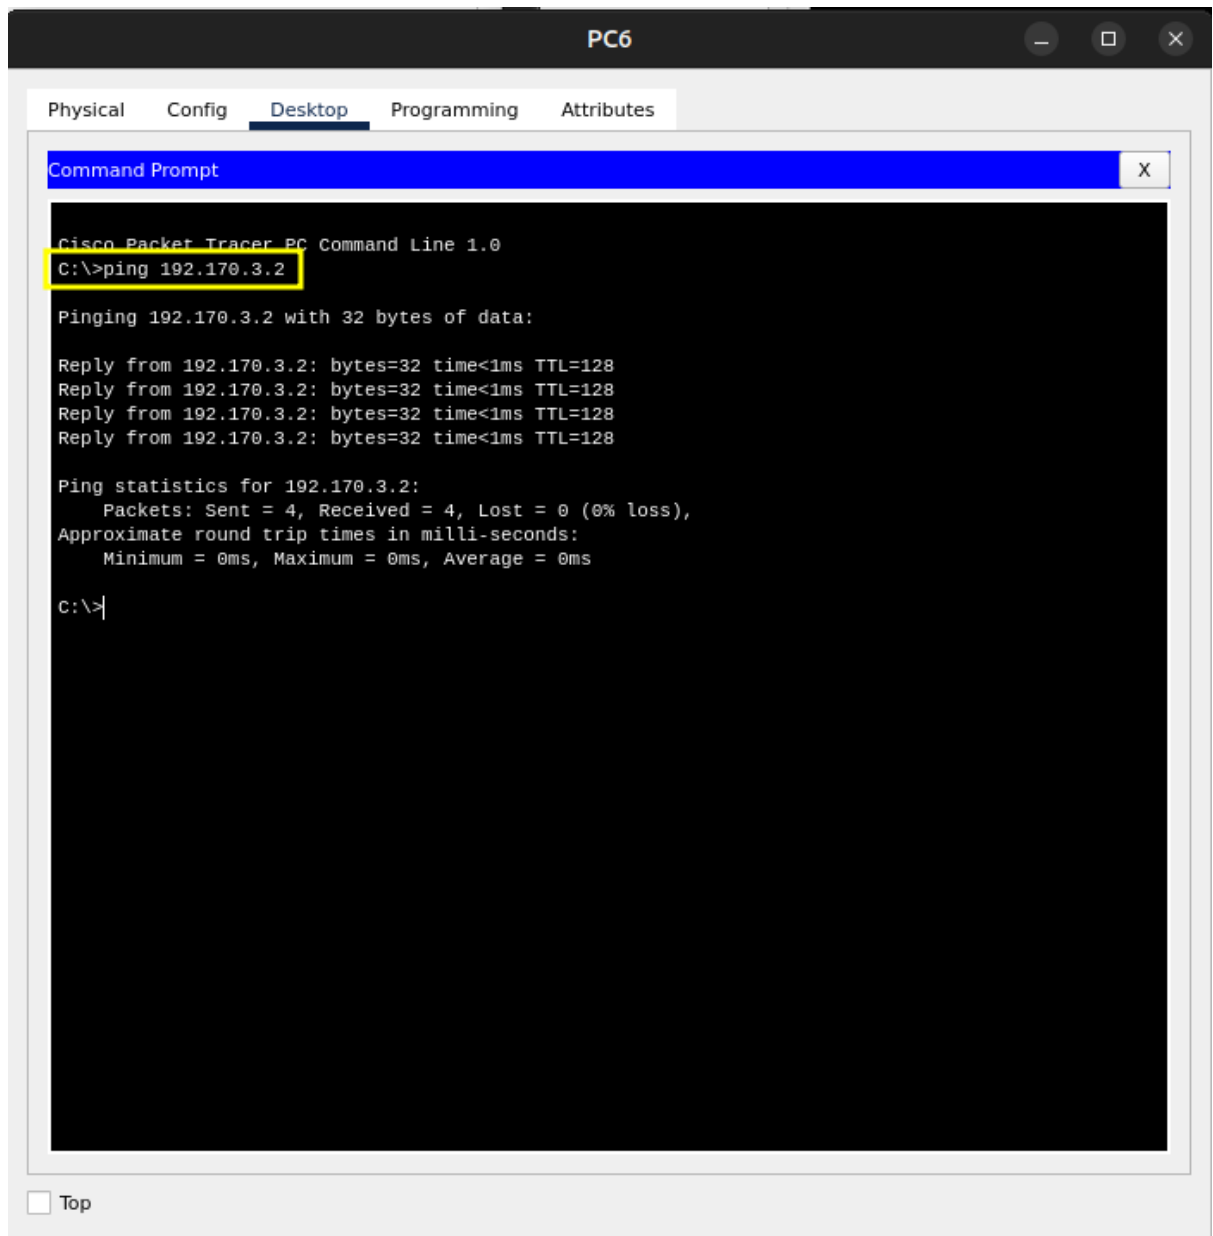 PC6
Physical Config Desktop Programming Attributes
Command Prompt X
Cisco Packet Tracer PC Command Line 1.0
C:\>ping 192.170.3.2
Pinging 192.170.3.2 with 32 bytes of data:
Reply from 192.170.3.2: bytes=32 time<1ms TTL=128
Reply from 192.170.3.2: bytes=32 time<1ms TTL=128
Reply from 192.170.3.2: bytes=32 time<1ms TTL=128
Reply from 192.170.3.2: bytes=32 time<1ms TTL=128
Ping statistics for 192.170.3.2:
Packets: Sent = 4, Received = 4, Lost = 0 (0% loss),
Approximate round trip times in milli-seconds:
Minimum = 0ms, Maximum = 0ms, Average = 0ms
C:\>
Top